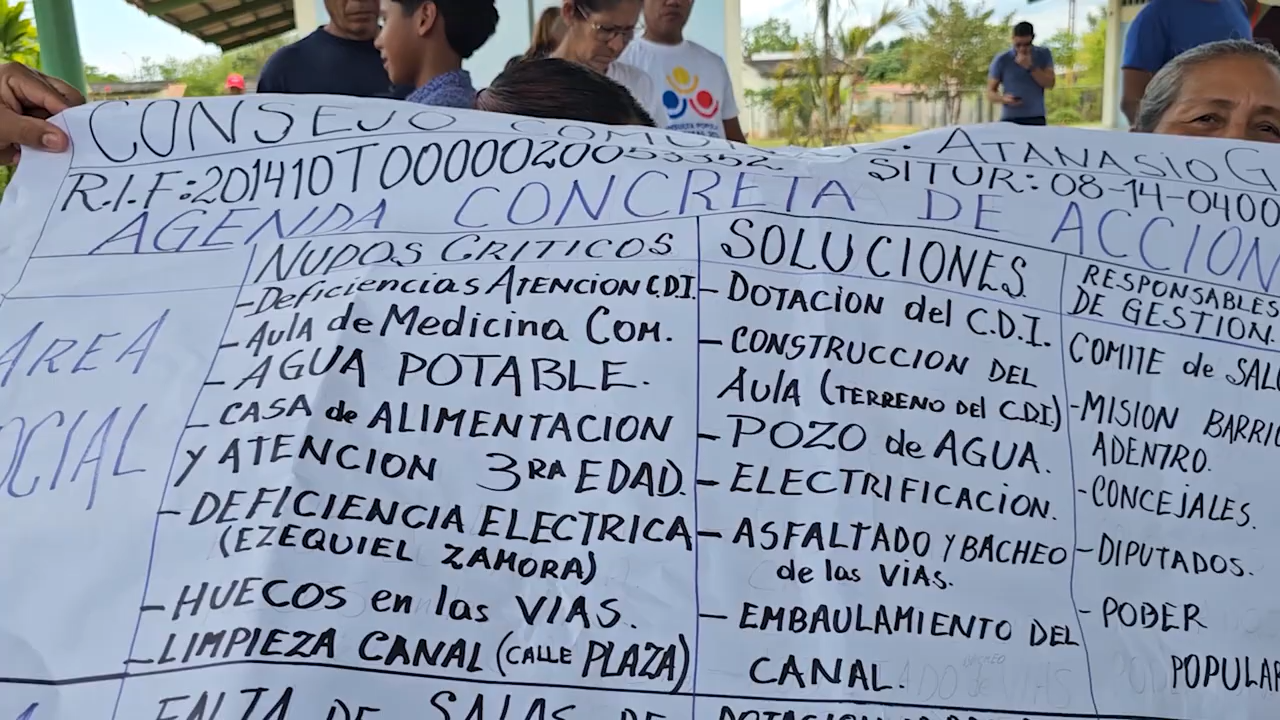 CONSEJO COMUNAL: ATANASIO G
R.I.F:201410T0000020053352 SITUR: 08-14-0400
AGENDA CONCRETA DE ACCION
AREA
SOCIAL
NUDOS CRITICOS
-Deficiencias ATENCION C.D.I.
- Aula de Medicina Com.
- AGUA POTABLE.
- CASA de ALIMENTACION
y ATENCION 3RA EDAD.
- DEFICIENCIA ELECTRICA
(EZEQUIEL ZAMORA)
- HUECOS en las VIAS.
- LIMPIEZA CANAL (CALLE PLAZA)
FALTA DE SALAS DE
SOLUCIONES
- DOTACION del C.D.I.
- CONSTRUCCION DEL
AULA (TERRENO DEL C.D.I)
- POZO de AGUA.
- ELECTRIFICACION.
- ASFALTADO Y BACHEO
de las VIAS.
- EMBAULAMIENTO DEL
CANAL.
DOTACION
RESPONSABLES
DE GESTION.
COMITE de SALU
-MISION BARRIO
ADENTRO.
-CONCEJALES.
-DIPUTADOS.
- PODER
POPULAR